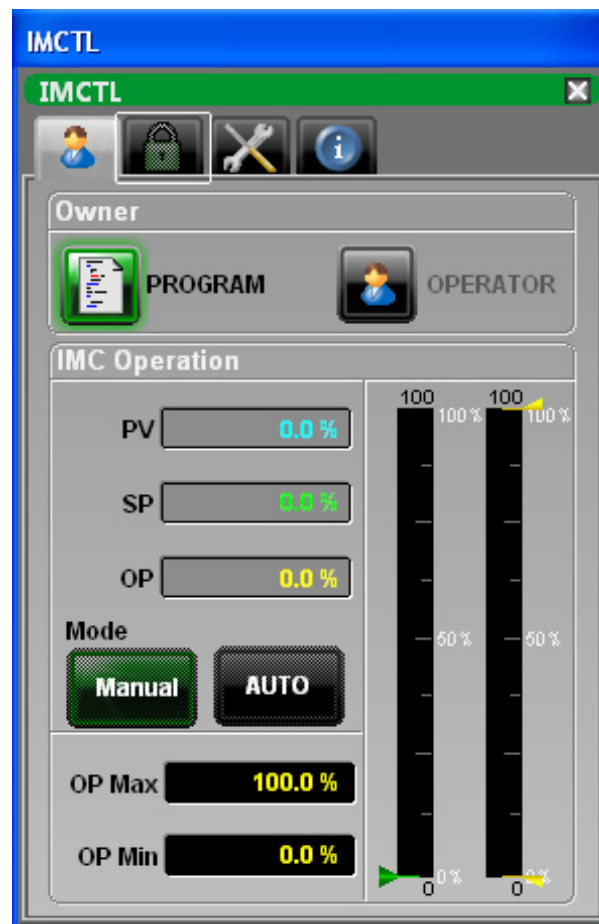 IMCTL
IMCTL
Owner
PROGRAM OPERATOR
IMC Operation
100 100
100% 100%
PV 0.0 %
SP 0.0 %
OP 0.0 %
Mode
50% 50%
Manual AUTO
OP Max 100.0 %
OP Min 0.0 %
0% 0%
0 0